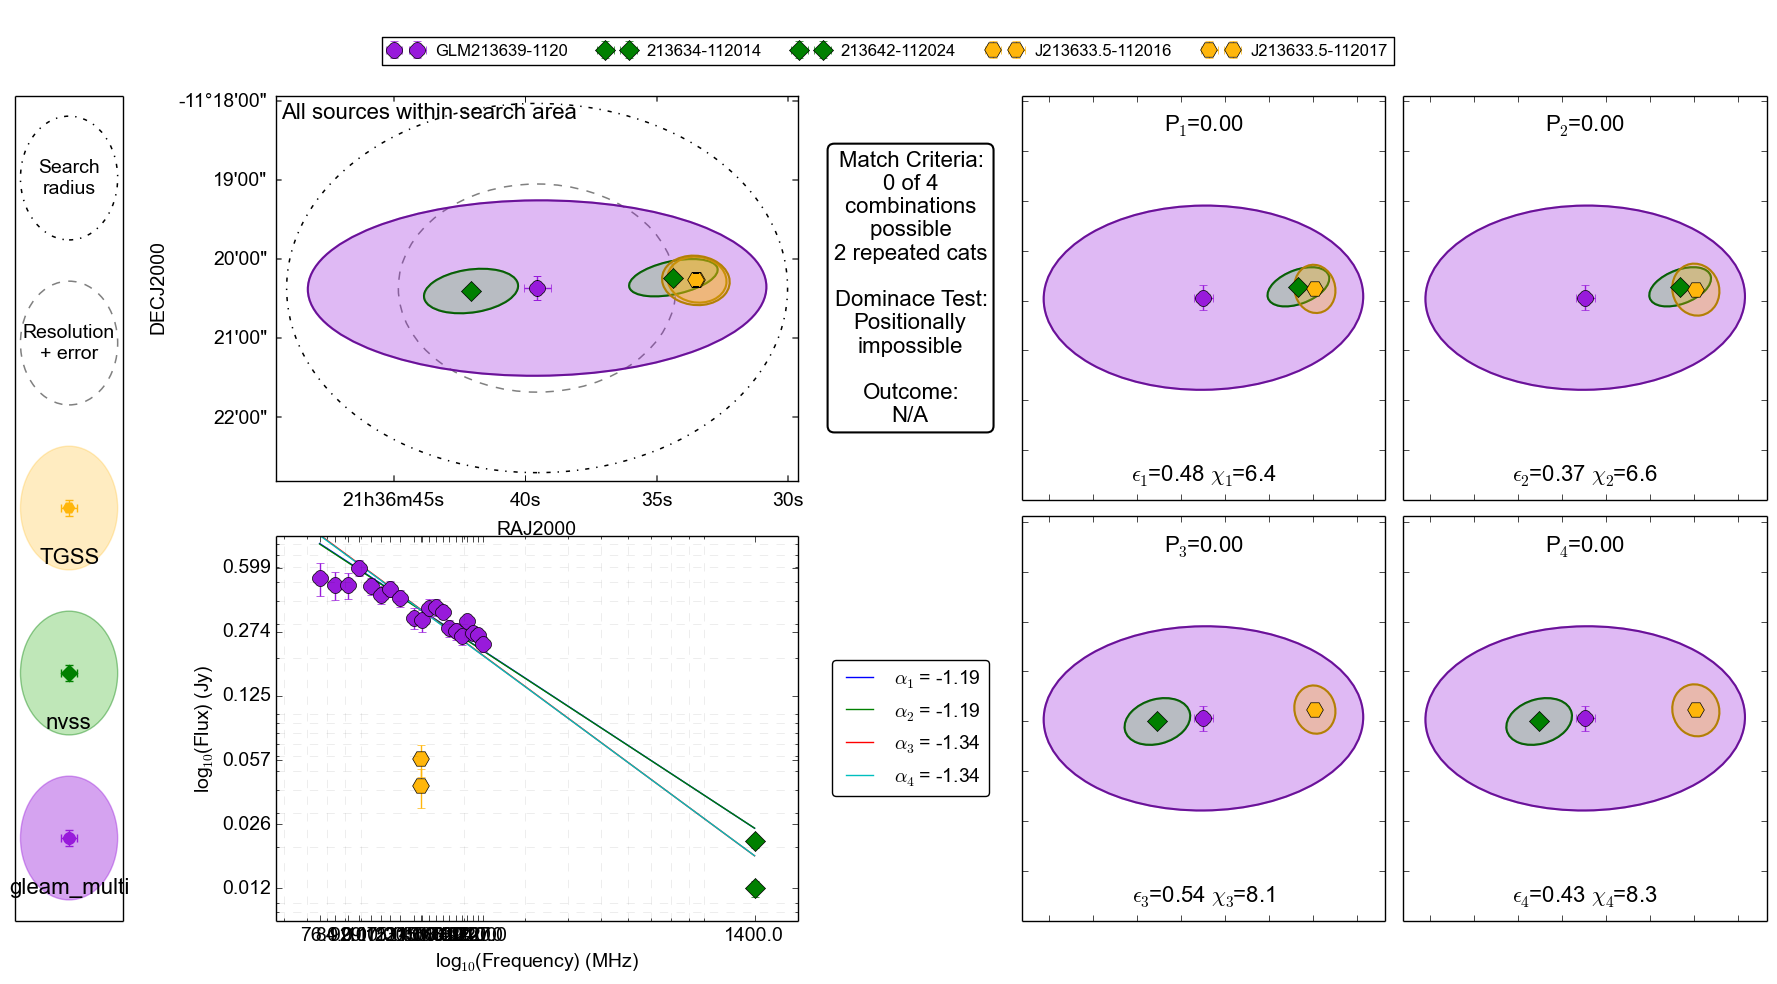 GLM213639-1120 213634-112014 213642-112024 J213633.5-112016 J213633.5-112017
Search
radius
Resolution
+ error
TGSS
nvss
gleam_multi
All sources within search area
-11°18'00"
19'00"
20'00"
21'00"
22'00"
DECJ2000
21h36m45s 40s 35s 30s
RAJ2000
Match Criteria:
0 of 4
combinations
possible
2 repeated cats
Dominace Test:
Positionally
impossible
Outcome:
N/A
P1=0.00
ϵ1=0.48 χ1=6.4
P2=0.00
ϵ2=0.37 χ2=6.6
0.599
0.274
0.125
0.057
0.026
0.012
log10(Flux) (Jy)
1400.0
log10(Frequency) (MHz)
α1 = -1.19
α2 = -1.19
α3 = -1.34
α4 = -1.34
P3=0.00
ϵ3=0.54 χ3=8.1
P4=0.00
ϵ4=0.43 χ4=8.3